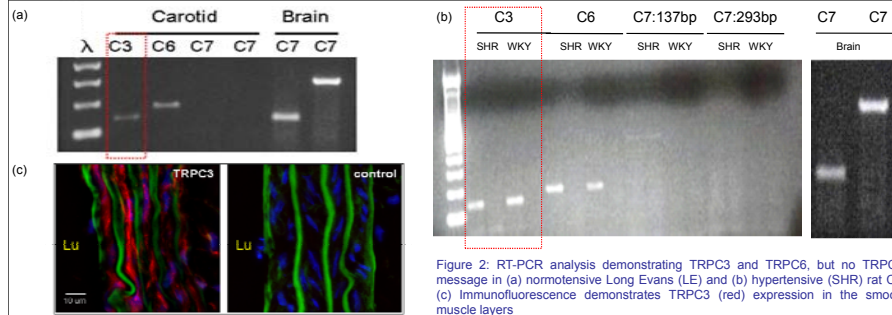 (a)
Carotid Brain
λ C3 C6 C7 C7 C7 C7
(b)
C3 C6 C7:137bp C7:293bp C7 C7
SHR WKY SHR WKY SHR WKY SHR WKY Brain
(c)
TRPC3 control
Lu Lu
10 um
Figure 2: RT-PCR analysis demonstrating TRPC3 and TRPC6, but no TRPC
message in (a) normotensive Long Evans (LE) and (b) hypertensive (SHR) rat C
(c) Immunofluorescence demonstrates TRPC3 (red) expression in the smoo
muscle layers